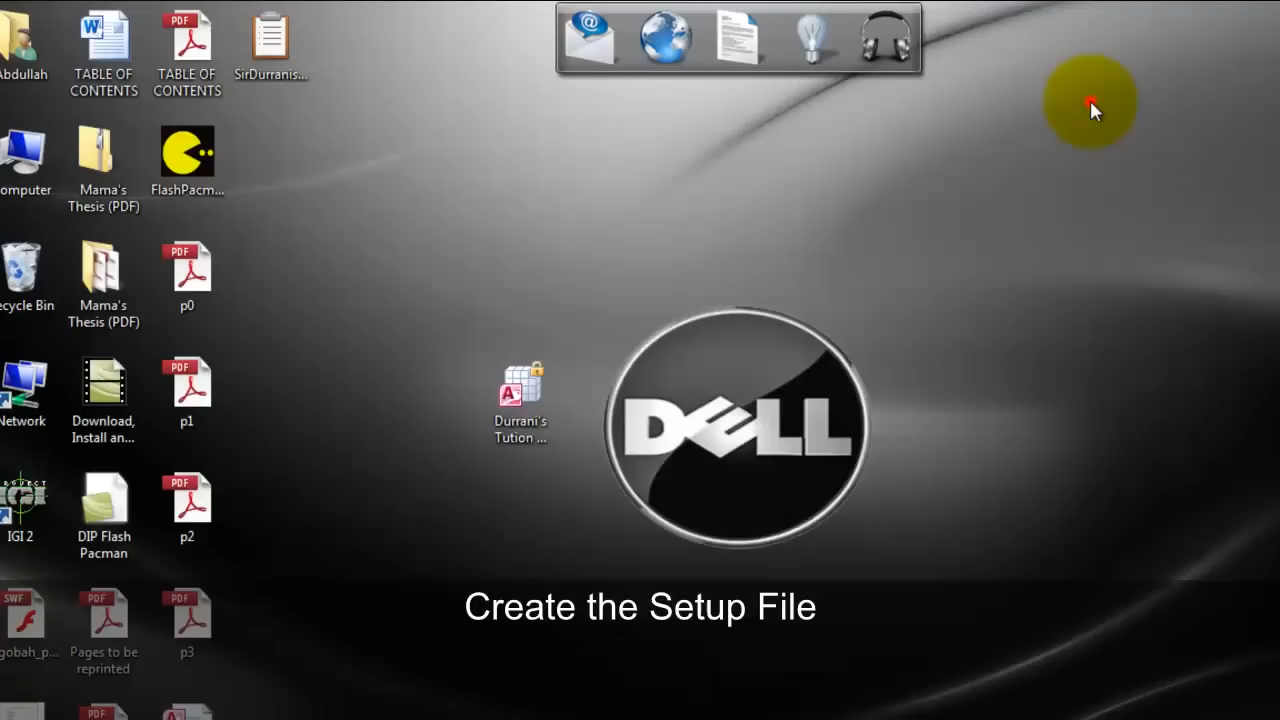 Abdullah
TABLE OF
CONTENTS
TABLE OF
CONTENTS
SirDurranis...
omputer
Mama's
Thesis (PDF)
FlashPacm...
ecycle Bin
Mama's
Thesis (PDF)
PDF
p0
Network
Download,
Install an...
PDF
p1
Durrani's
Tution ...
DELL
PROJECT
IGI 2
DIP Flash
Pacman
PDF
p2
Create the Setup File
SWF
gobah_p...
PDF
Pages to be
reprinted
PDF
p3
PDF